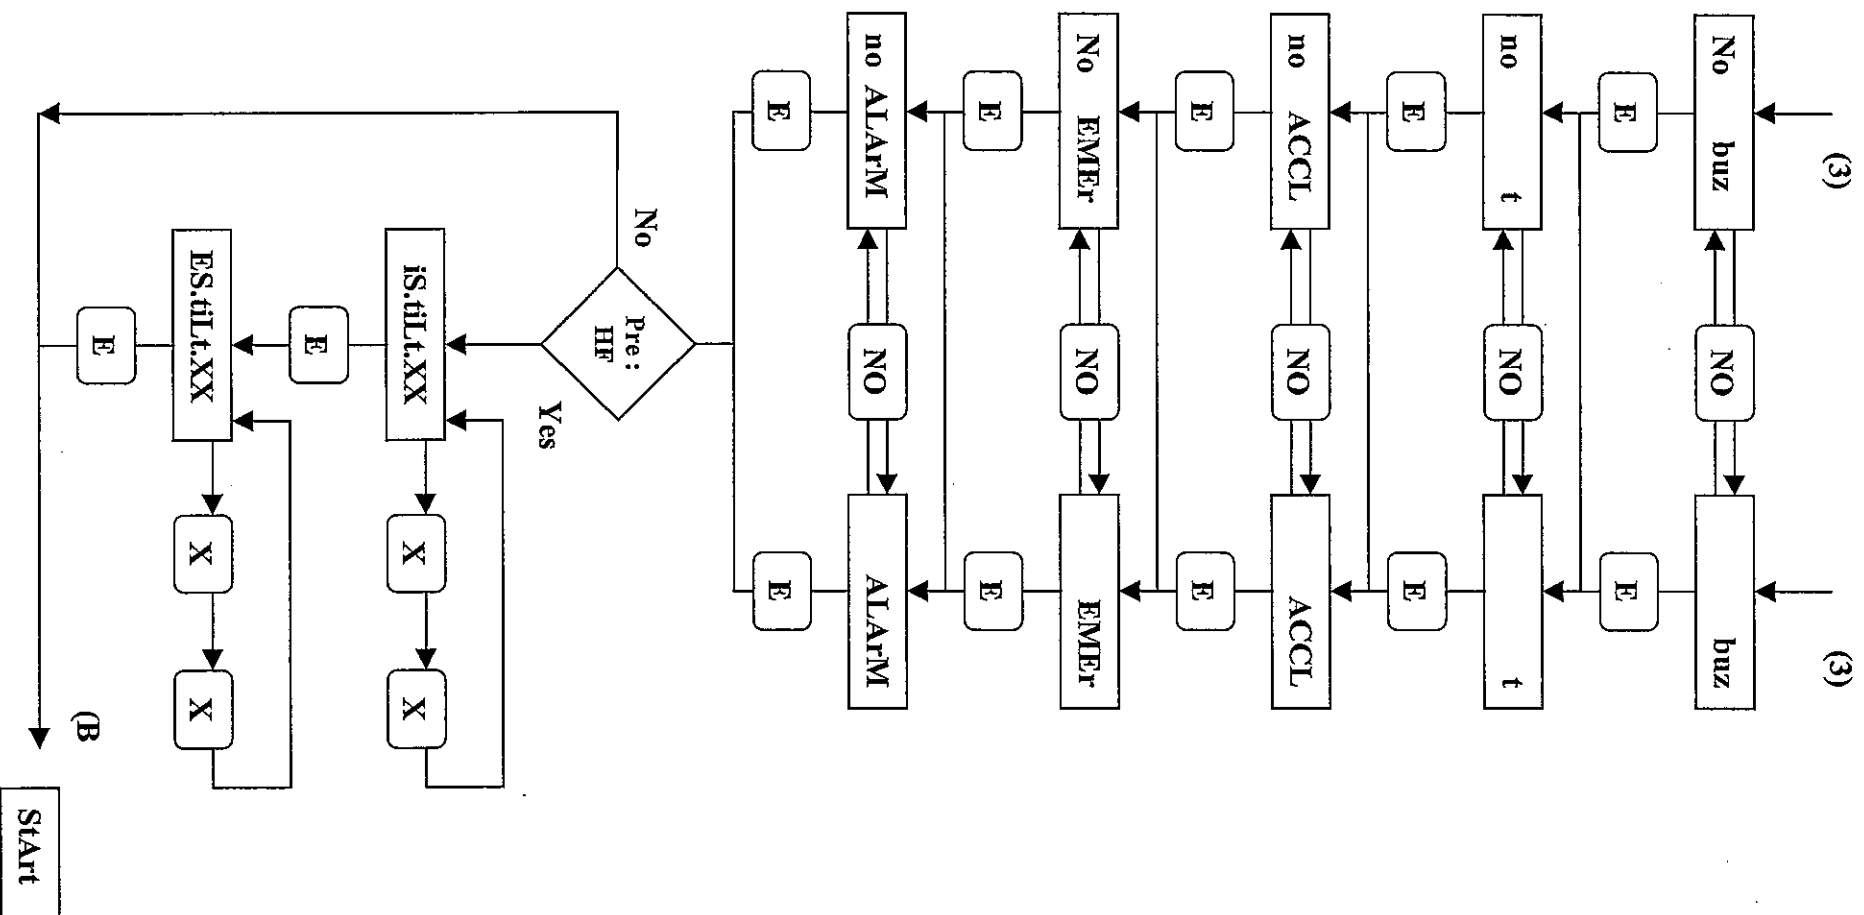 (3)
(3)
No buz
NO
buz
E
E
no t
NO
t
E
E
no ACCL
NO
ACCL
E
E
No EMEr
NO
EMEr
E
E
no ALArM
NO
ALArM
E
E
No
Pre :
HF
Yes
iS.tiLt.XX
X
X
E
ES.tiLt.XX
X
X
E
(B
StArt